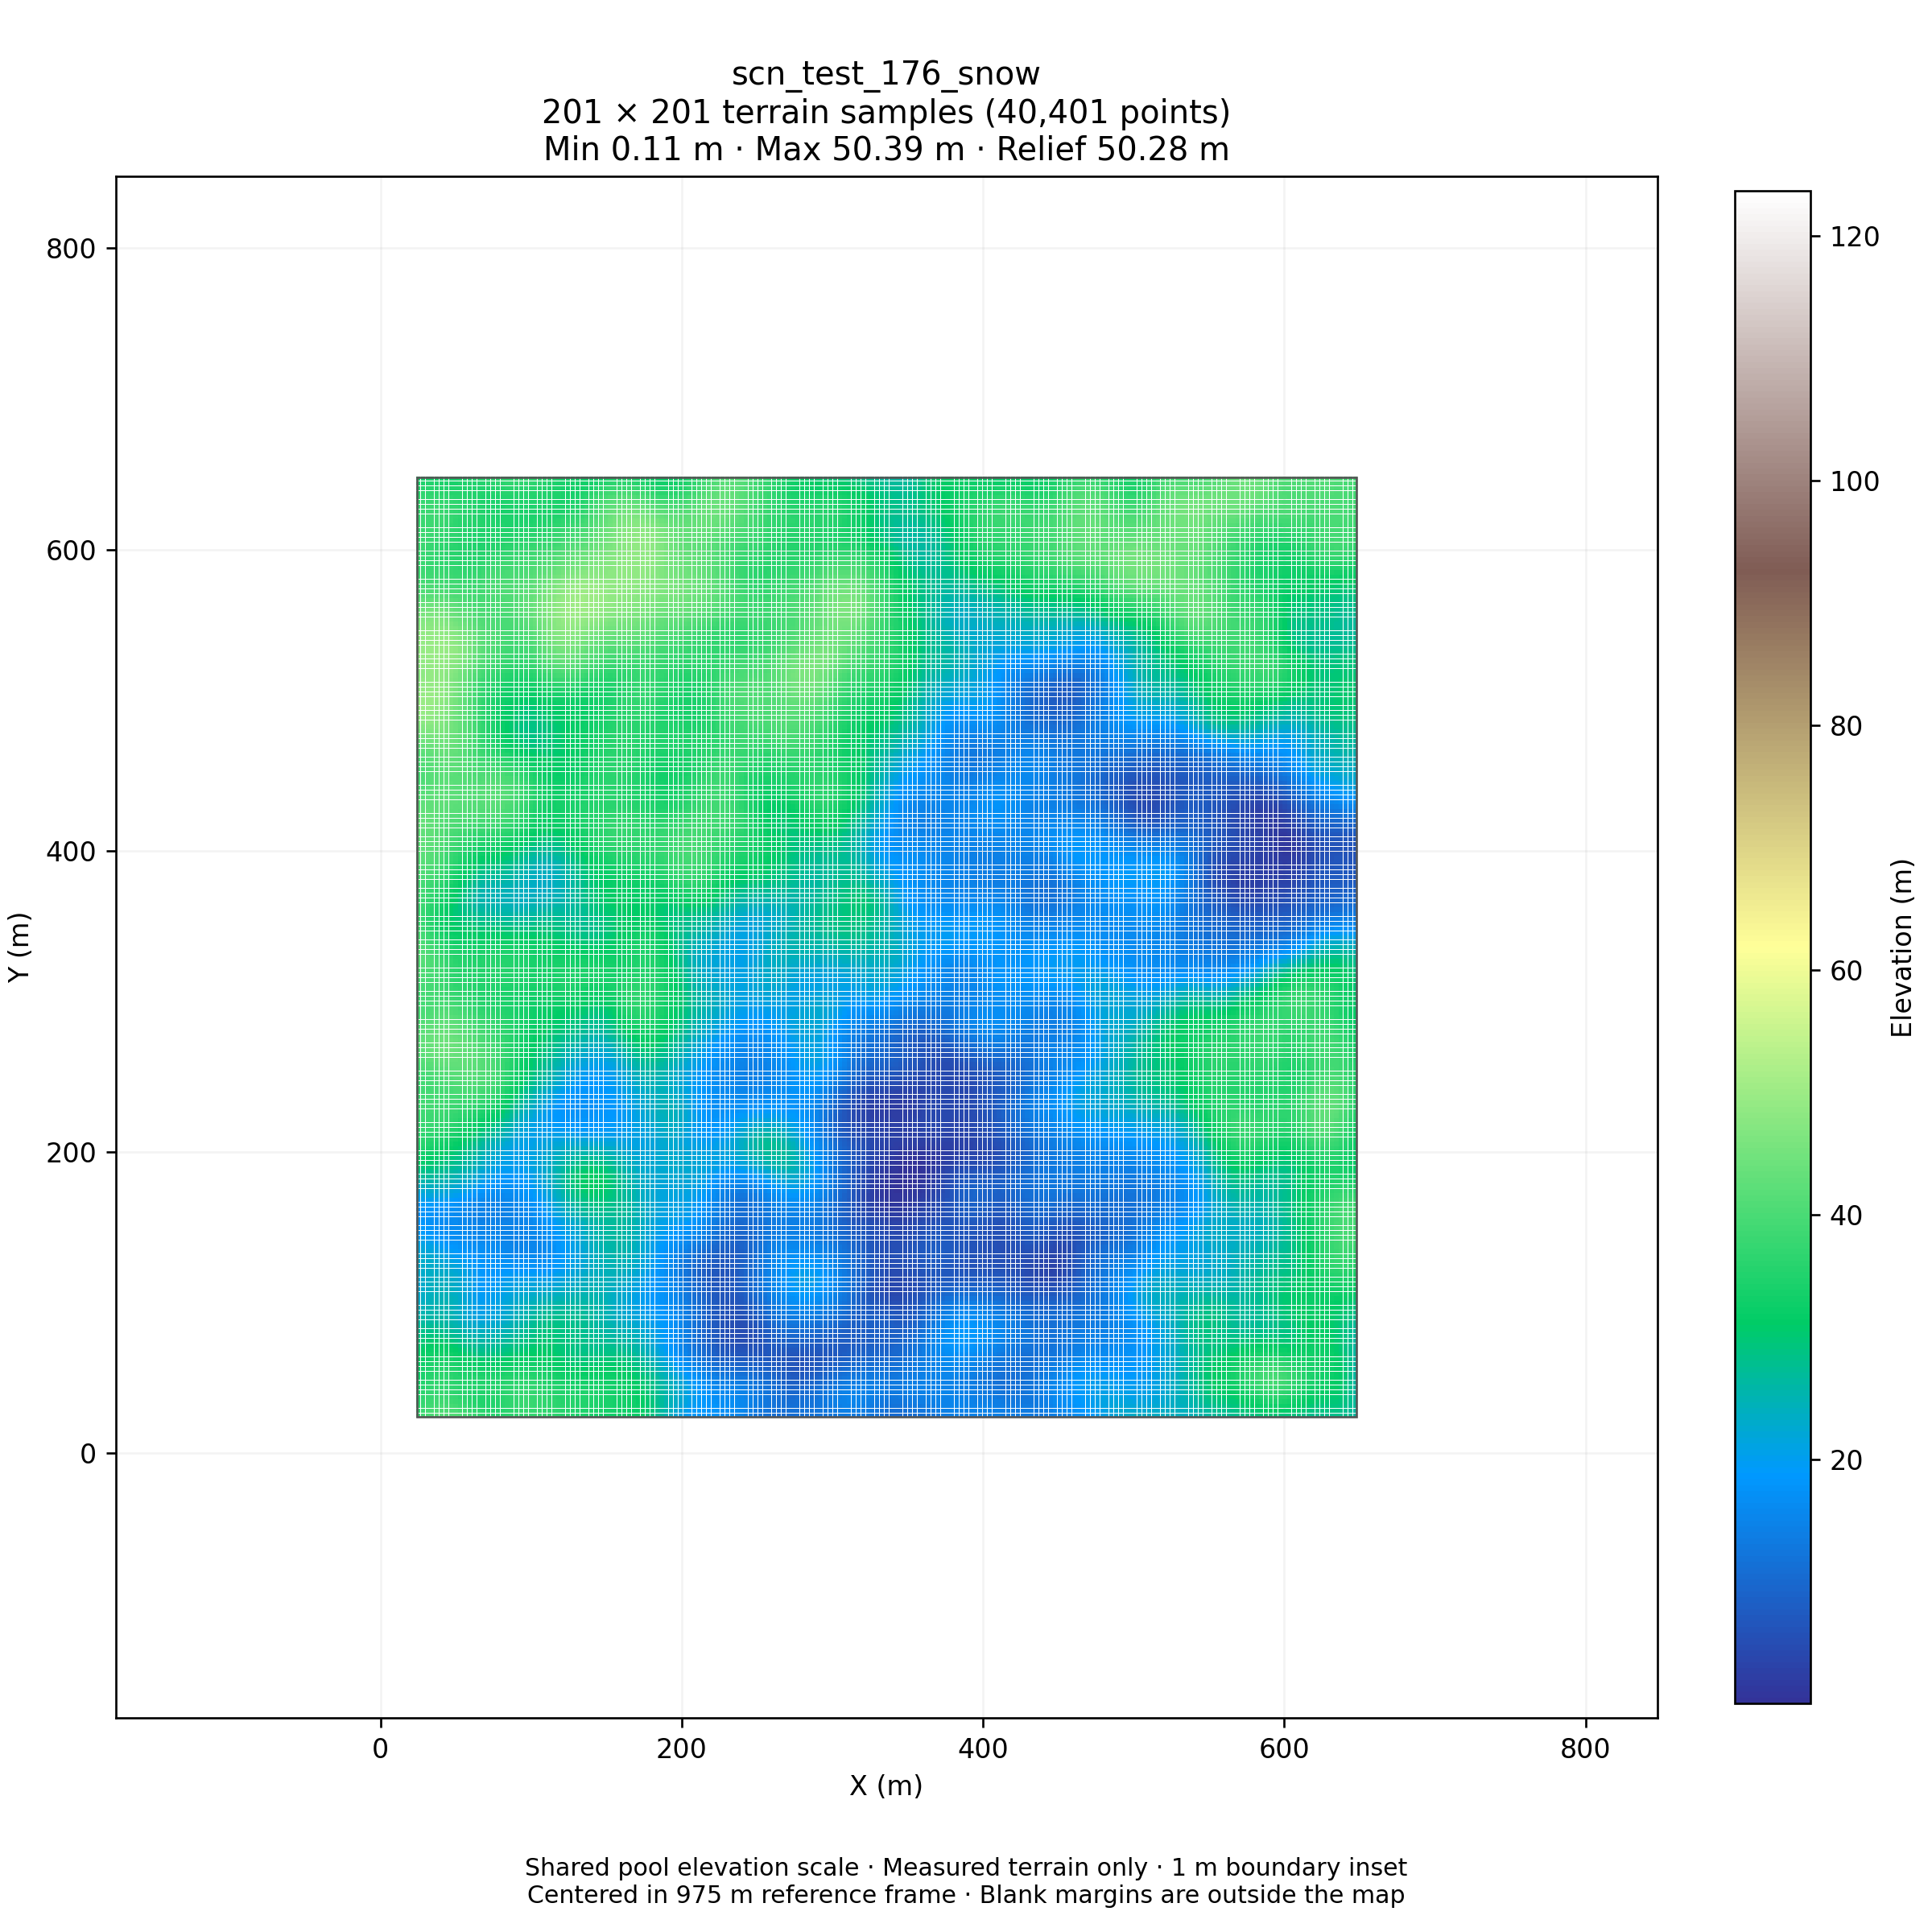 scn_test_176_snow
201 × 201 terrain samples (40,401 points)
Min 0.11 m · Max 50.39 m · Relief 50.28 m
800
600
400
200
0
Y (m)
0
200
400
600
800
X (m)
120
100
80
60
40
20
Elevation (m)
Shared pool elevation scale · Measured terrain only · 1 m boundary inset
Centered in 975 m reference frame · Blank margins are outside the map